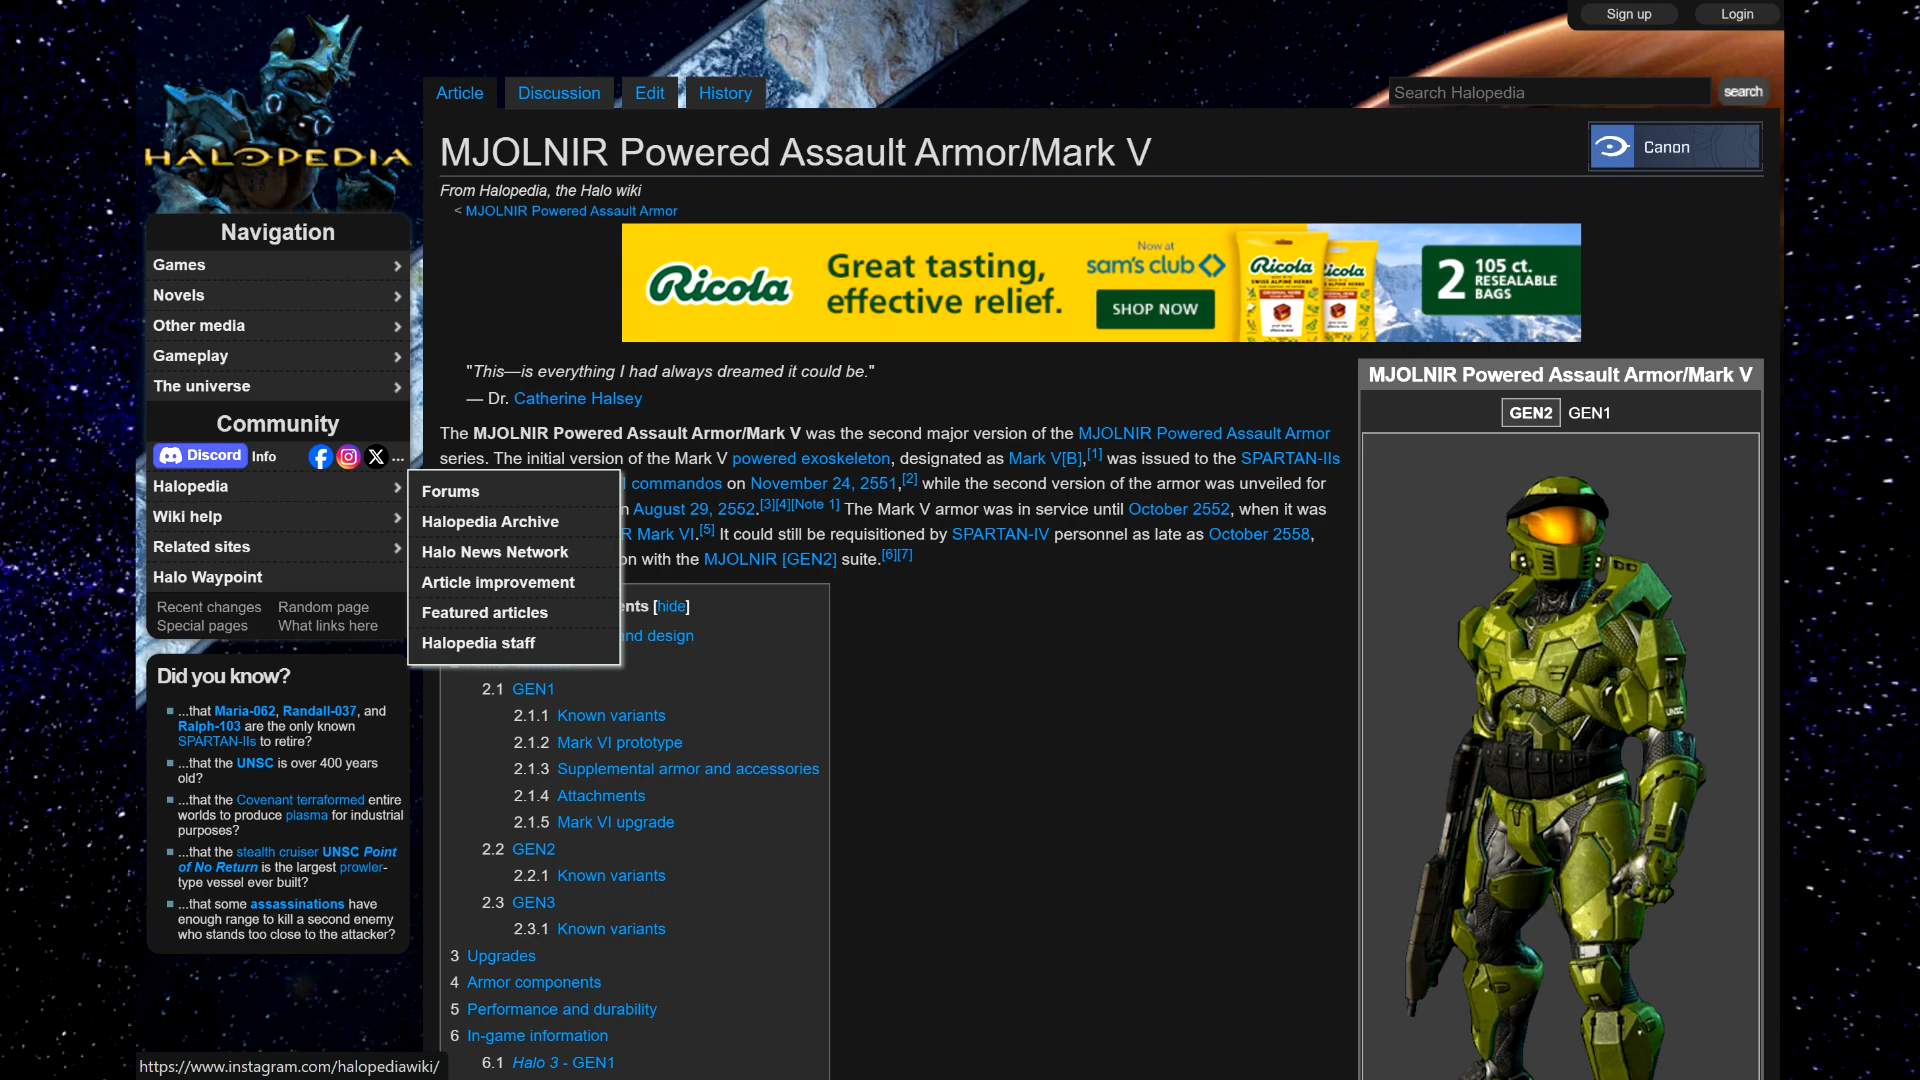 Sign up
Login
Article
Discussion
Edit
History
Search Halopedia
search
HALOPEDIA
MJOLNIR Powered Assault Armor/Mark V
Canon
From Halopedia, the Halo wiki
< MJOLNIR Powered Assault Armor
Ricola
Great tasting,
effective relief.
Now at
sam's club
SHOP NOW
Ricola
ricola
2 105 ct.
RESEALABLE
BAGS
Navigation
Games
Novels
Other media
Gameplay
The universe
Community
Discord Info ...
Halopedia
Wiki help
Related sites
Halo Waypoint
Recent changes Random page
Special pages What links here
Forums
Halopedia Archive
Halo News Network
Article improvement
Featured articles
Halopedia staff
Did you know?
...that Maria-062, Randall-037, and
Ralph-103 are the only known
SPARTAN-IIs to retire?
...that the UNSC is over 400 years
old?
...that the Covenant terraformed entire
worlds to produce plasma for industrial
purposes?
...that the stealth cruiser UNSC Point
of No Return is the largest prowler-
type vessel ever built?
...that some assassinations have
enough range to kill a second enemy
who stands too close to the attacker?
"This—is everything I had always dreamed it could be."
— Dr. Catherine Halsey
The MJOLNIR Powered Assault Armor/Mark V was the second major version of the MJOLNIR Powered Assault Armor
series. The initial version of the Mark V powered exoskeleton, designated as Mark V[B],[1] was issued to the SPARTAN-IIs
commandos on November 24, 2551,[2] while the second version of the armor was unveiled for
August 29, 2552.[3][4][Note 1] The Mark V armor was in service until October 2552, when it was
R Mark VI.[5] It could still be requisitioned by SPARTAN-IV personnel as late as October 2558,
on with the MJOLNIR [GEN2] suite.[6][7]
ents [hide]
nd design
2.1 GEN1
2.1.1 Known variants
2.1.2 Mark VI prototype
2.1.3 Supplemental armor and accessories
2.1.4 Attachments
2.1.5 Mark VI upgrade
2.2 GEN2
2.2.1 Known variants
2.3 GEN3
2.3.1 Known variants
3 Upgrades
4 Armor components
5 Performance and durability
6 In-game information
6.1 Halo 3 - GEN1
MJOLNIR Powered Assault Armor/Mark V
GEN2 GEN1
UNSC
https://www.instagram.com/halopediawiki/